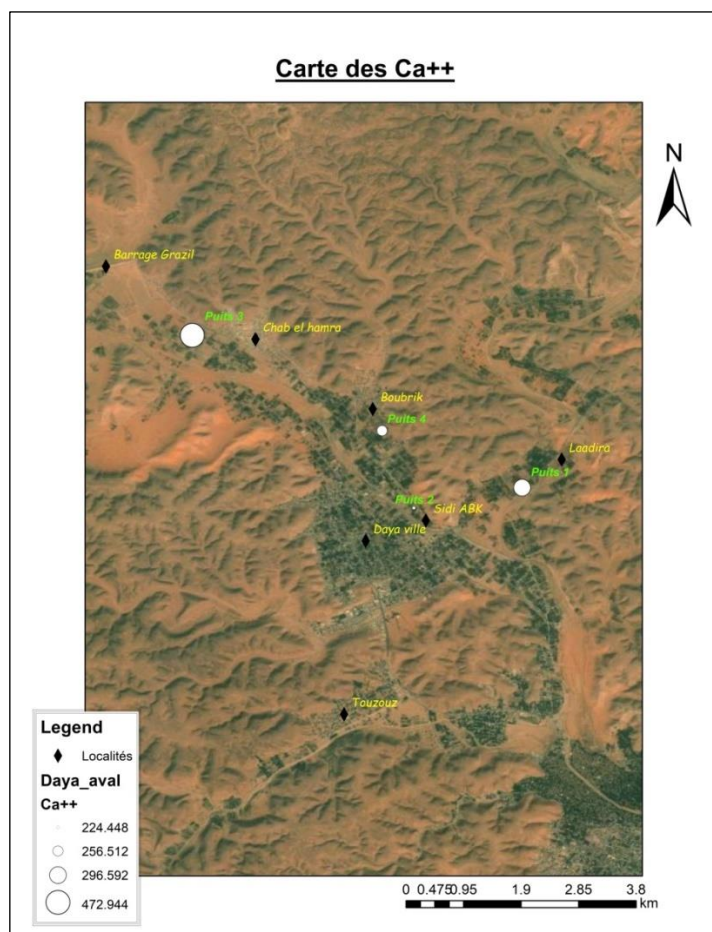 Carte des Ca++
N
Barrage Grazil
Puits 3
Chab el hamra
Boubrik
Puits 4
Laadira
Puits 1
Puits 2
Sidi ABK
Daya ville
Touzouz
Legend
Localités
Daya_aval
Ca++
224.448
256.512
296.592
472.944
0 0.475 0.95 1.9 2.85 3.8
km